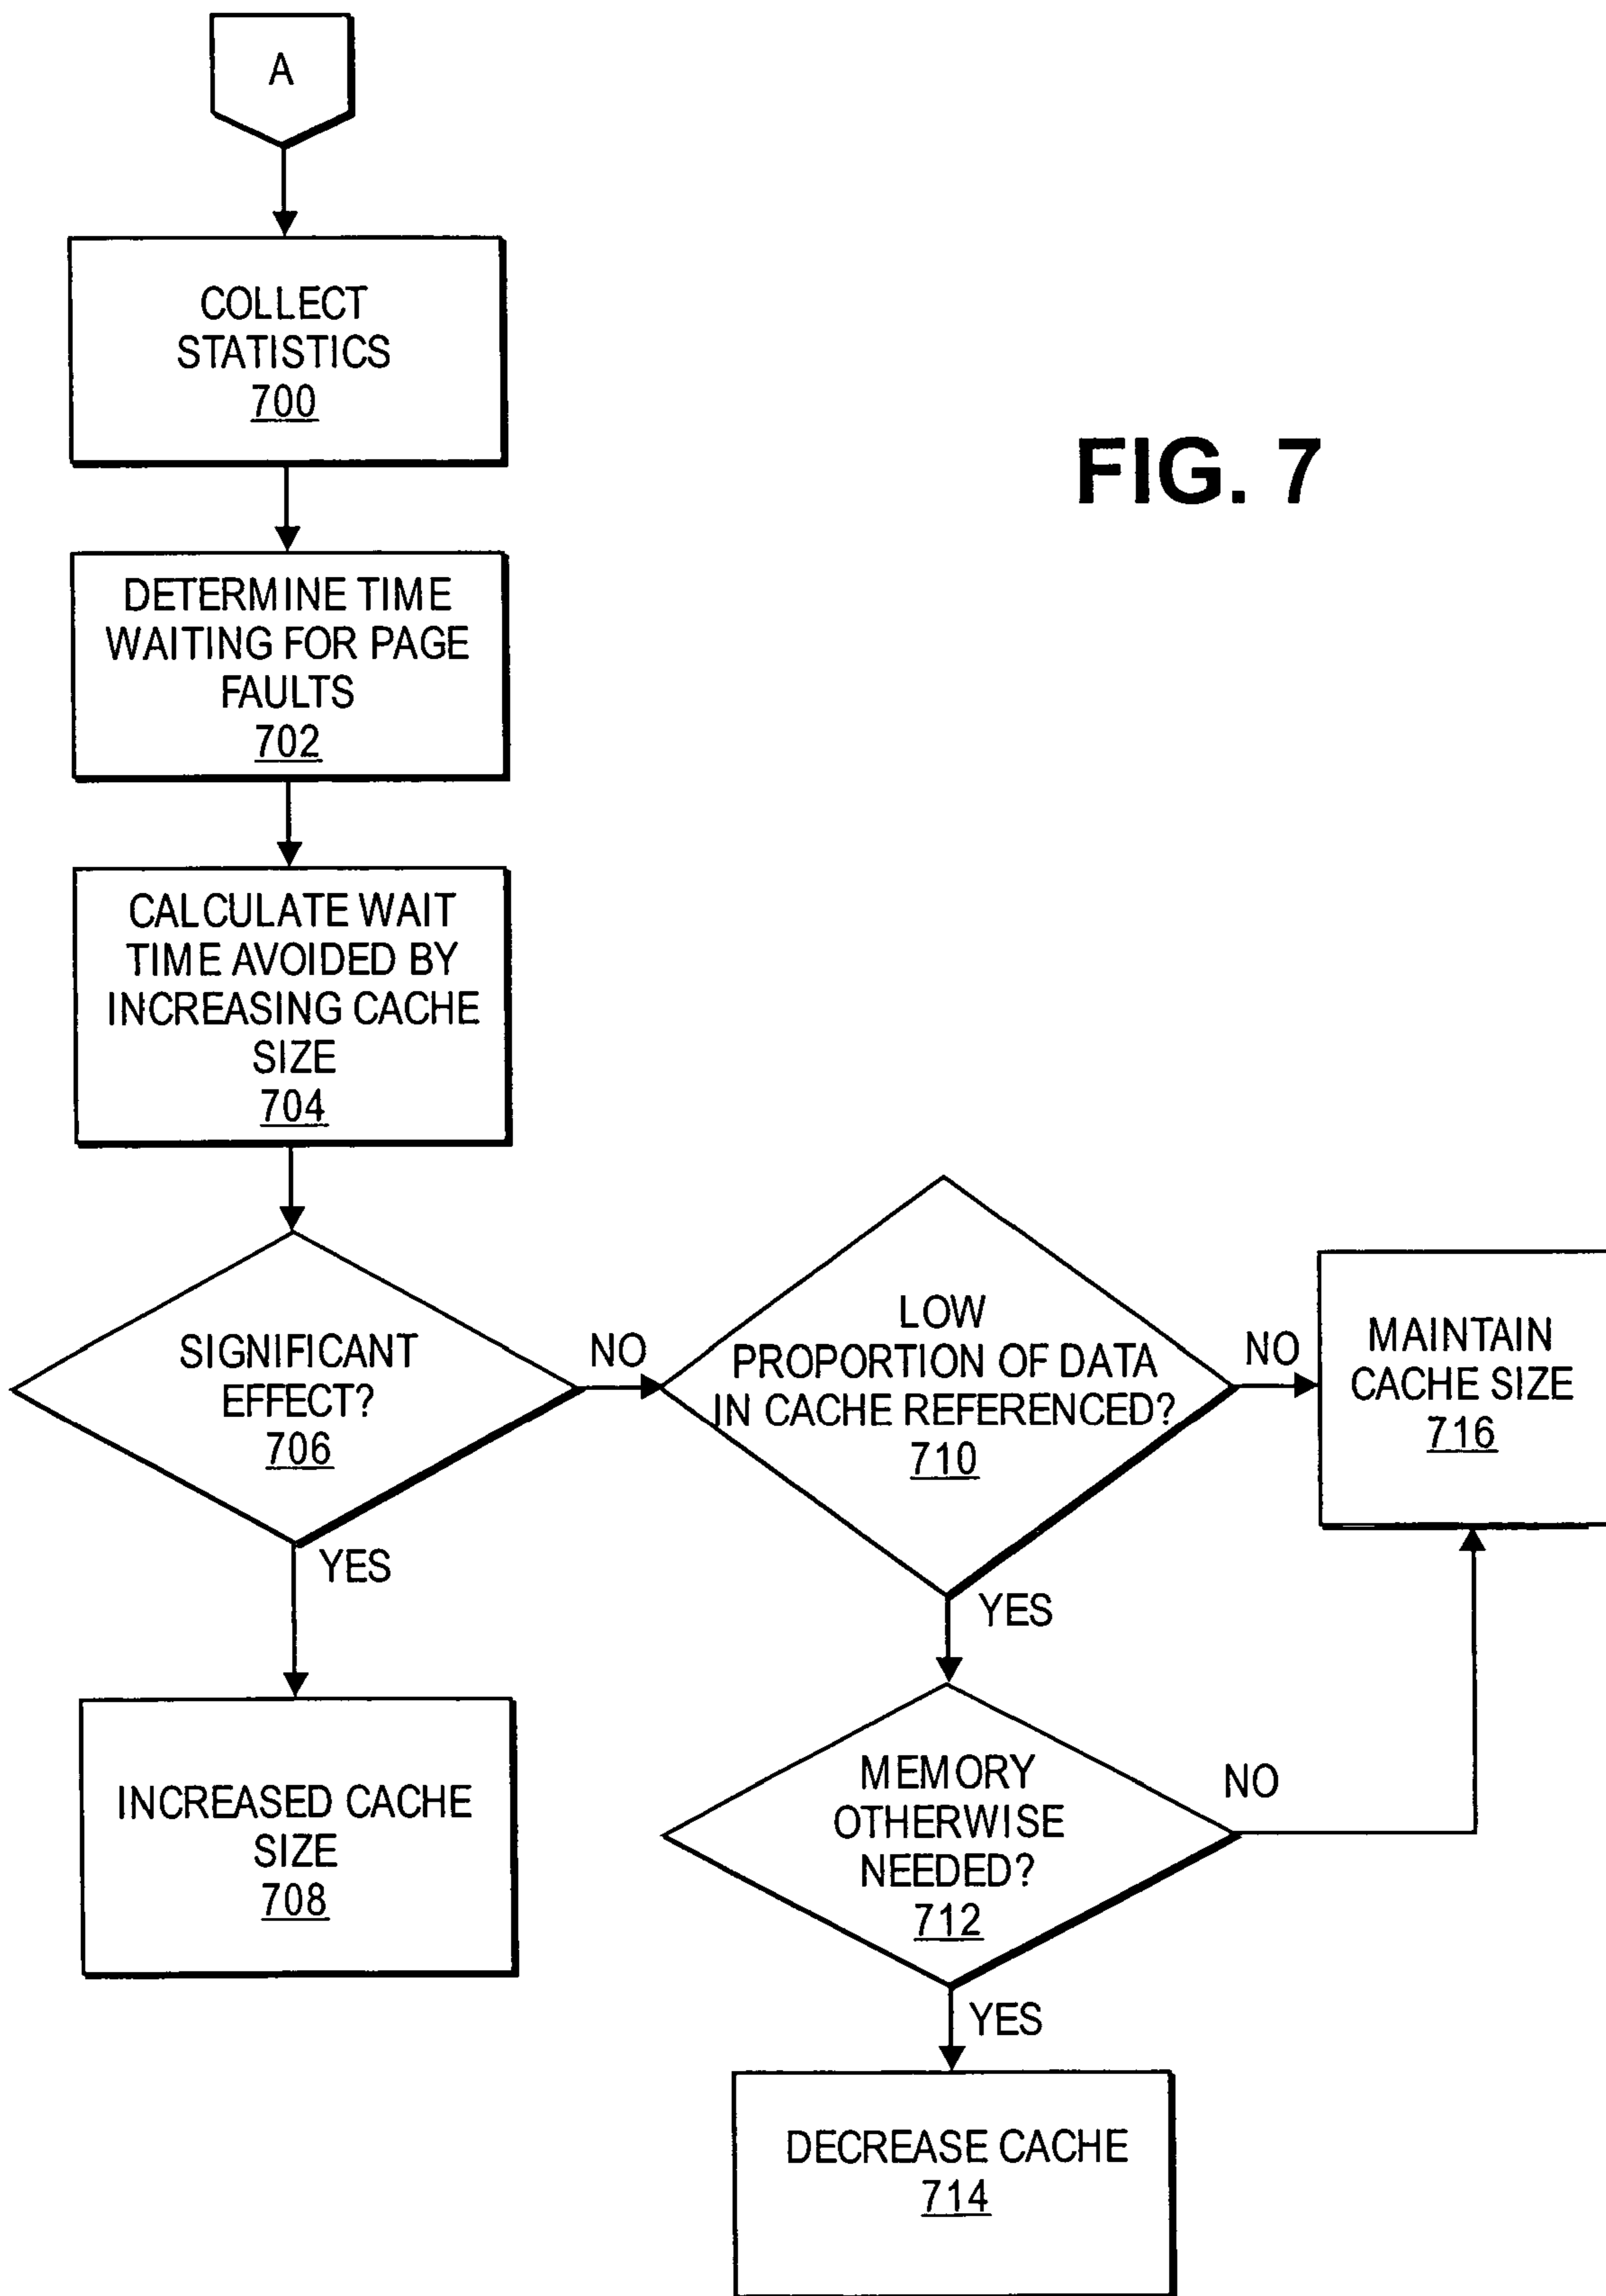 A
COLLECT
STATISTICS
700
FIG. 7
DETERMINE TIME
WAITING FOR PAGE
FAULTS
702
CALCULATE WAIT
TIME AVOIDED BY
INCREASING CACHE
SIZE
704
SIGNIFICANT
EFFECT?
706
NO
YES
LOW
PROPORTION OF DATA
IN CACHE REFERENCED?
710
NO
YES
MAINTAIN
CACHE SIZE
716
INCREASED CACHE
SIZE
708
MEMORY
OTHERWISE
NEEDED?
712
NO
YES
DECREASE CACHE
714